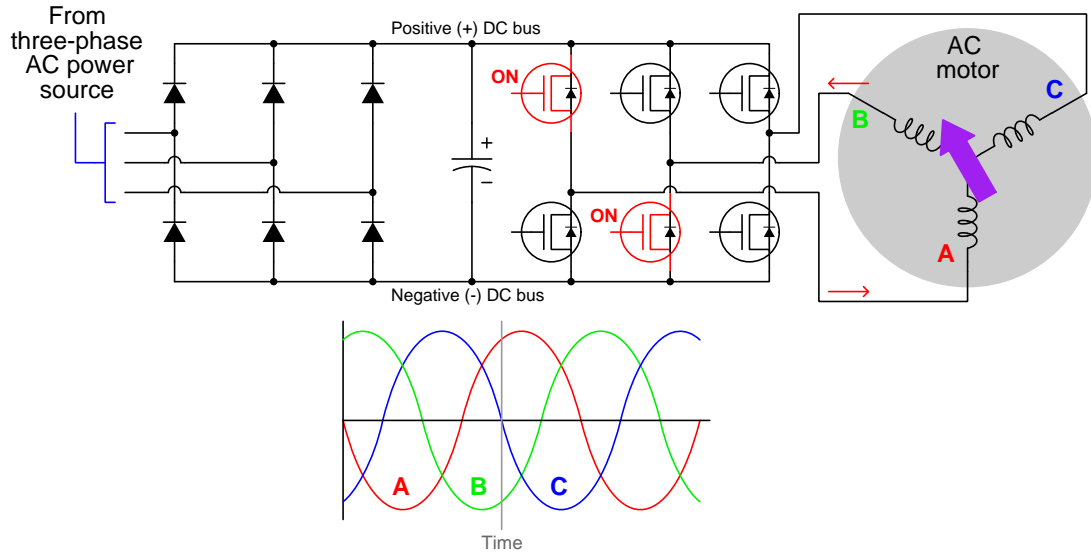 From
three-phase
AC power
source
Positive (+) DC bus
ON
ON
+
−
Negative (-) DC bus
AC
motor
B
C
A
A
B
C
Time